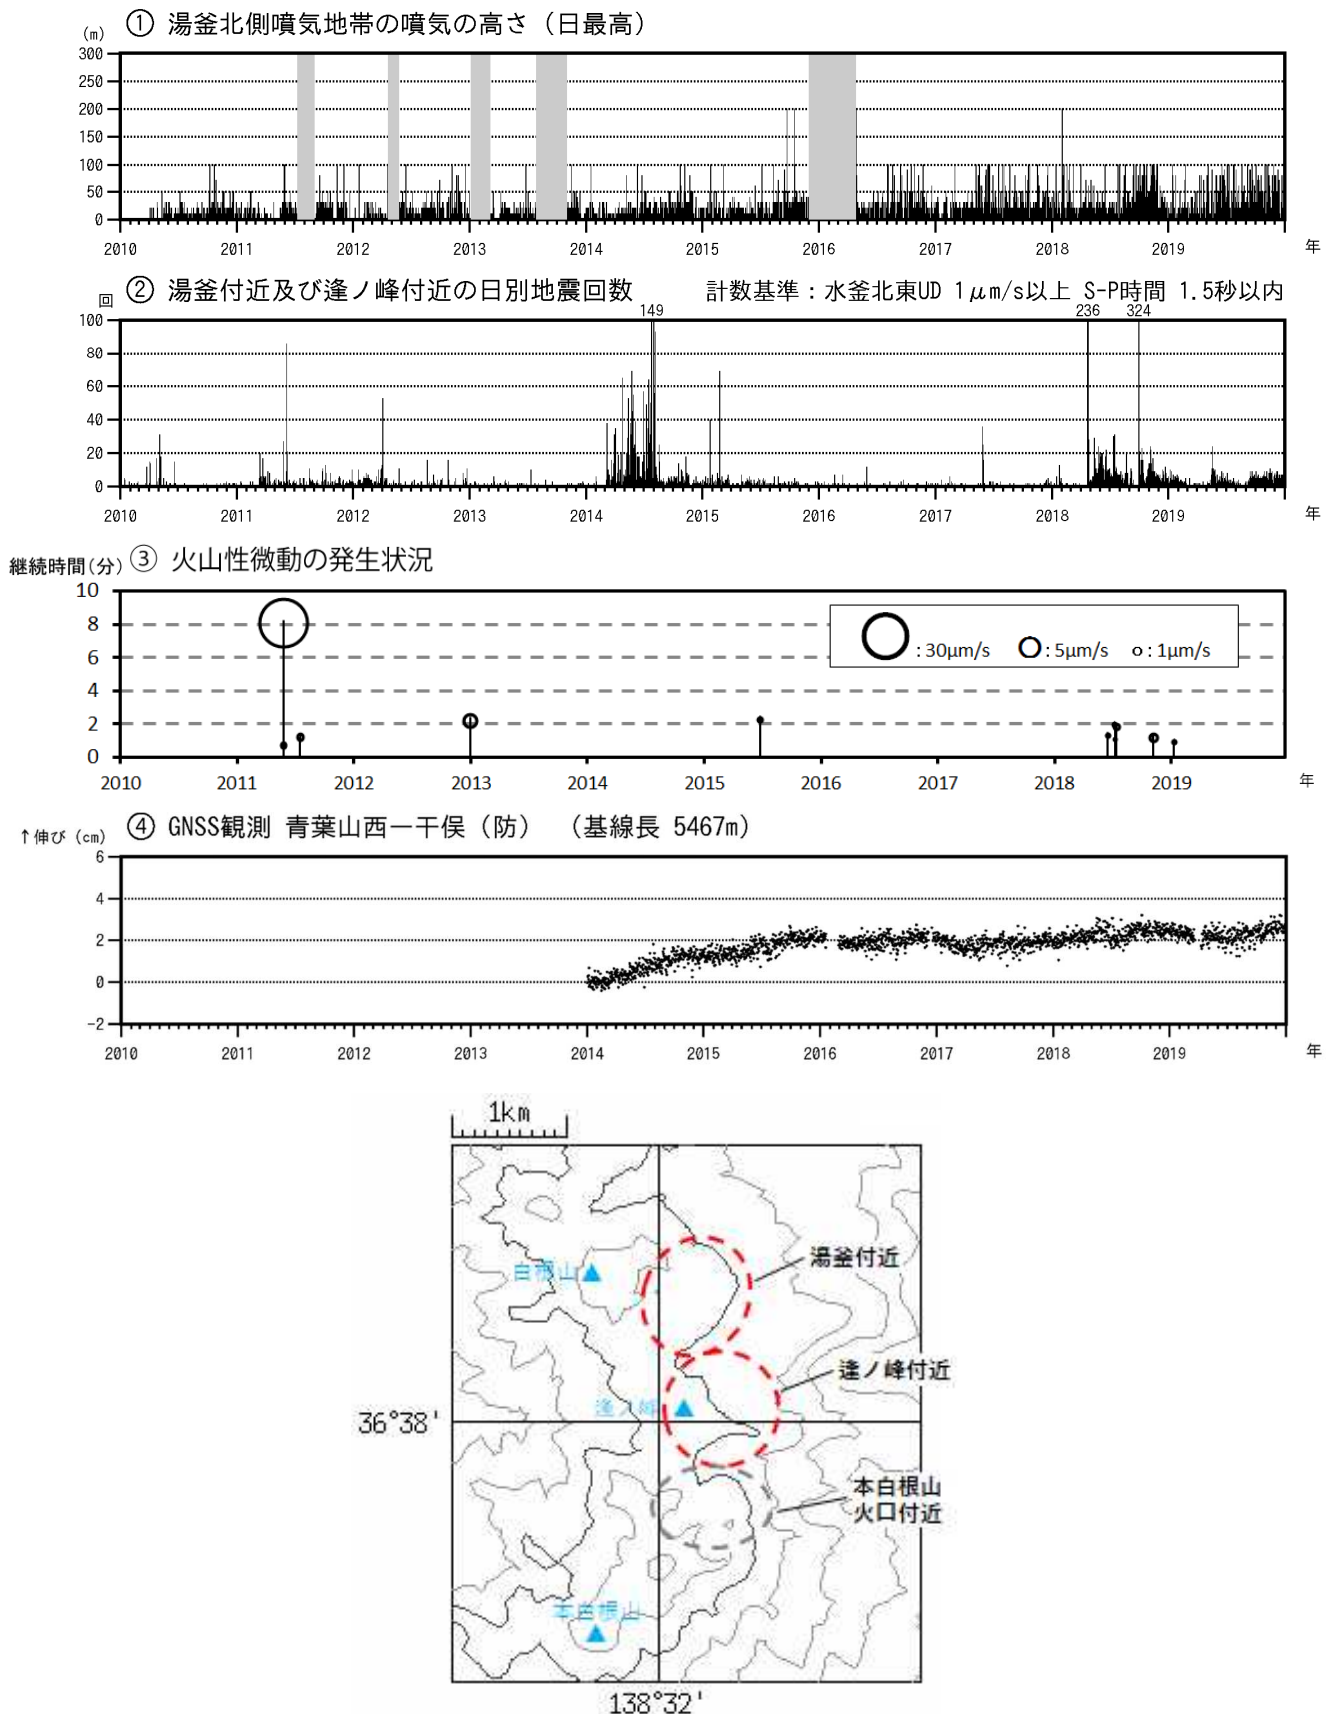 ① 湯釜北側噴気地帯の噴気の高さ（日最高）
(m)
300
250
200
150
100
50
0
2010 2011 2012 2013 2014 2015 2016 2017 2018 2019 年
② 湯釜付近及び逢ノ峰付近の日別地震回数 計数基準：水釜北東UD 1μm/s以上 S-P時間 1.5秒以内
回
149 236 324
100
80
60
40
20
0
2010 2011 2012 2013 2014 2015 2016 2017 2018 2019 年
継続時間(分) ③ 火山性微動の発生状況
10
8
6
4
2
0
：30μm/s ：5μm/s ：1μm/s
2010 2011 2012 2013 2014 2015 2016 2017 2018 2019 年
↑伸び (cm) ④ GNSS観測 青葉山西－干俣（防） （基線長 5467m）
6
4
2
0
-2
2010 2011 2012 2013 2014 2015 2016 2017 2018 2019 年
1km
湯釜付近
白根山
逢ノ峰付近
逢ノ峰
36°38'
本白根山
火口付近
本白根山
138°32'